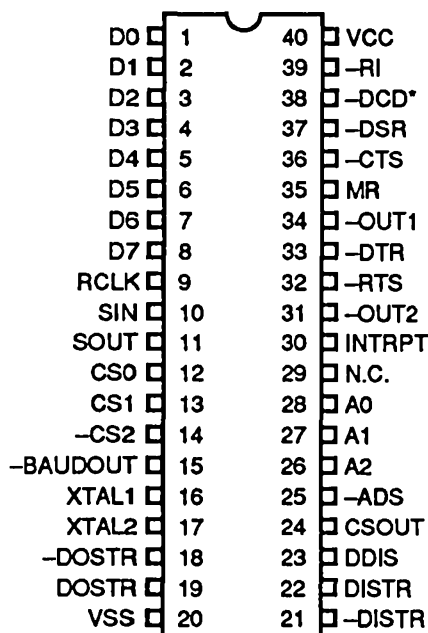 D0 1 40 VCC
D1 2 39 –RI
D2 3 38 –DCD*
D3 4 37 –DSR
D4 5 36 –CTS
D5 6 35 MR
D6 7 34 –OUT1
D7 8 33 –DTR
RCLK 9 32 –RTS
SIN 10 31 –OUT2
SOUT 11 30 INTRPT
CS0 12 29 N.C.
CS1 13 28 A0
–CS2 14 27 A1
–BAUDOUT 15 26 A2
XTAL1 16 25 –ADS
XTAL2 17 24 CSOUT
–DOSTR 18 23 DDIS
DOSTR 19 22 DISTR
VSS 20 21 –DISTR